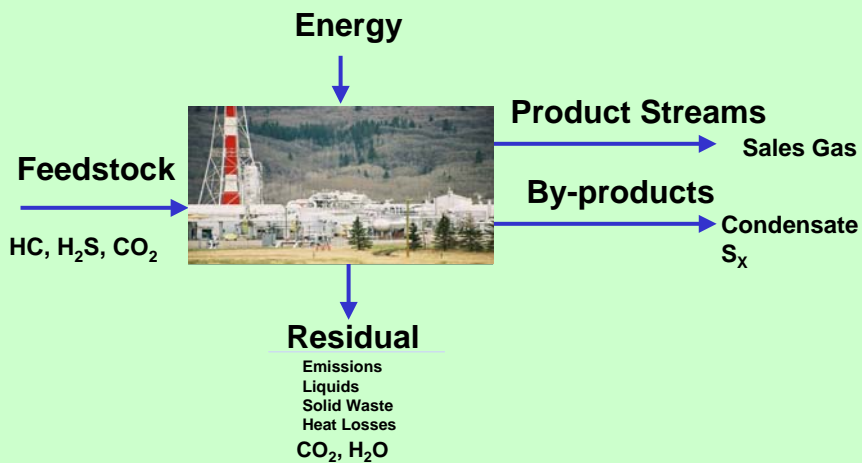 Energy
Product Streams
Sales Gas
Feedstock
By-products
HC, H₂S, CO₂
Condensate
Sₓ
Residual
Emissions
Liquids
Solid Waste
Heat Losses
CO₂, H₂O